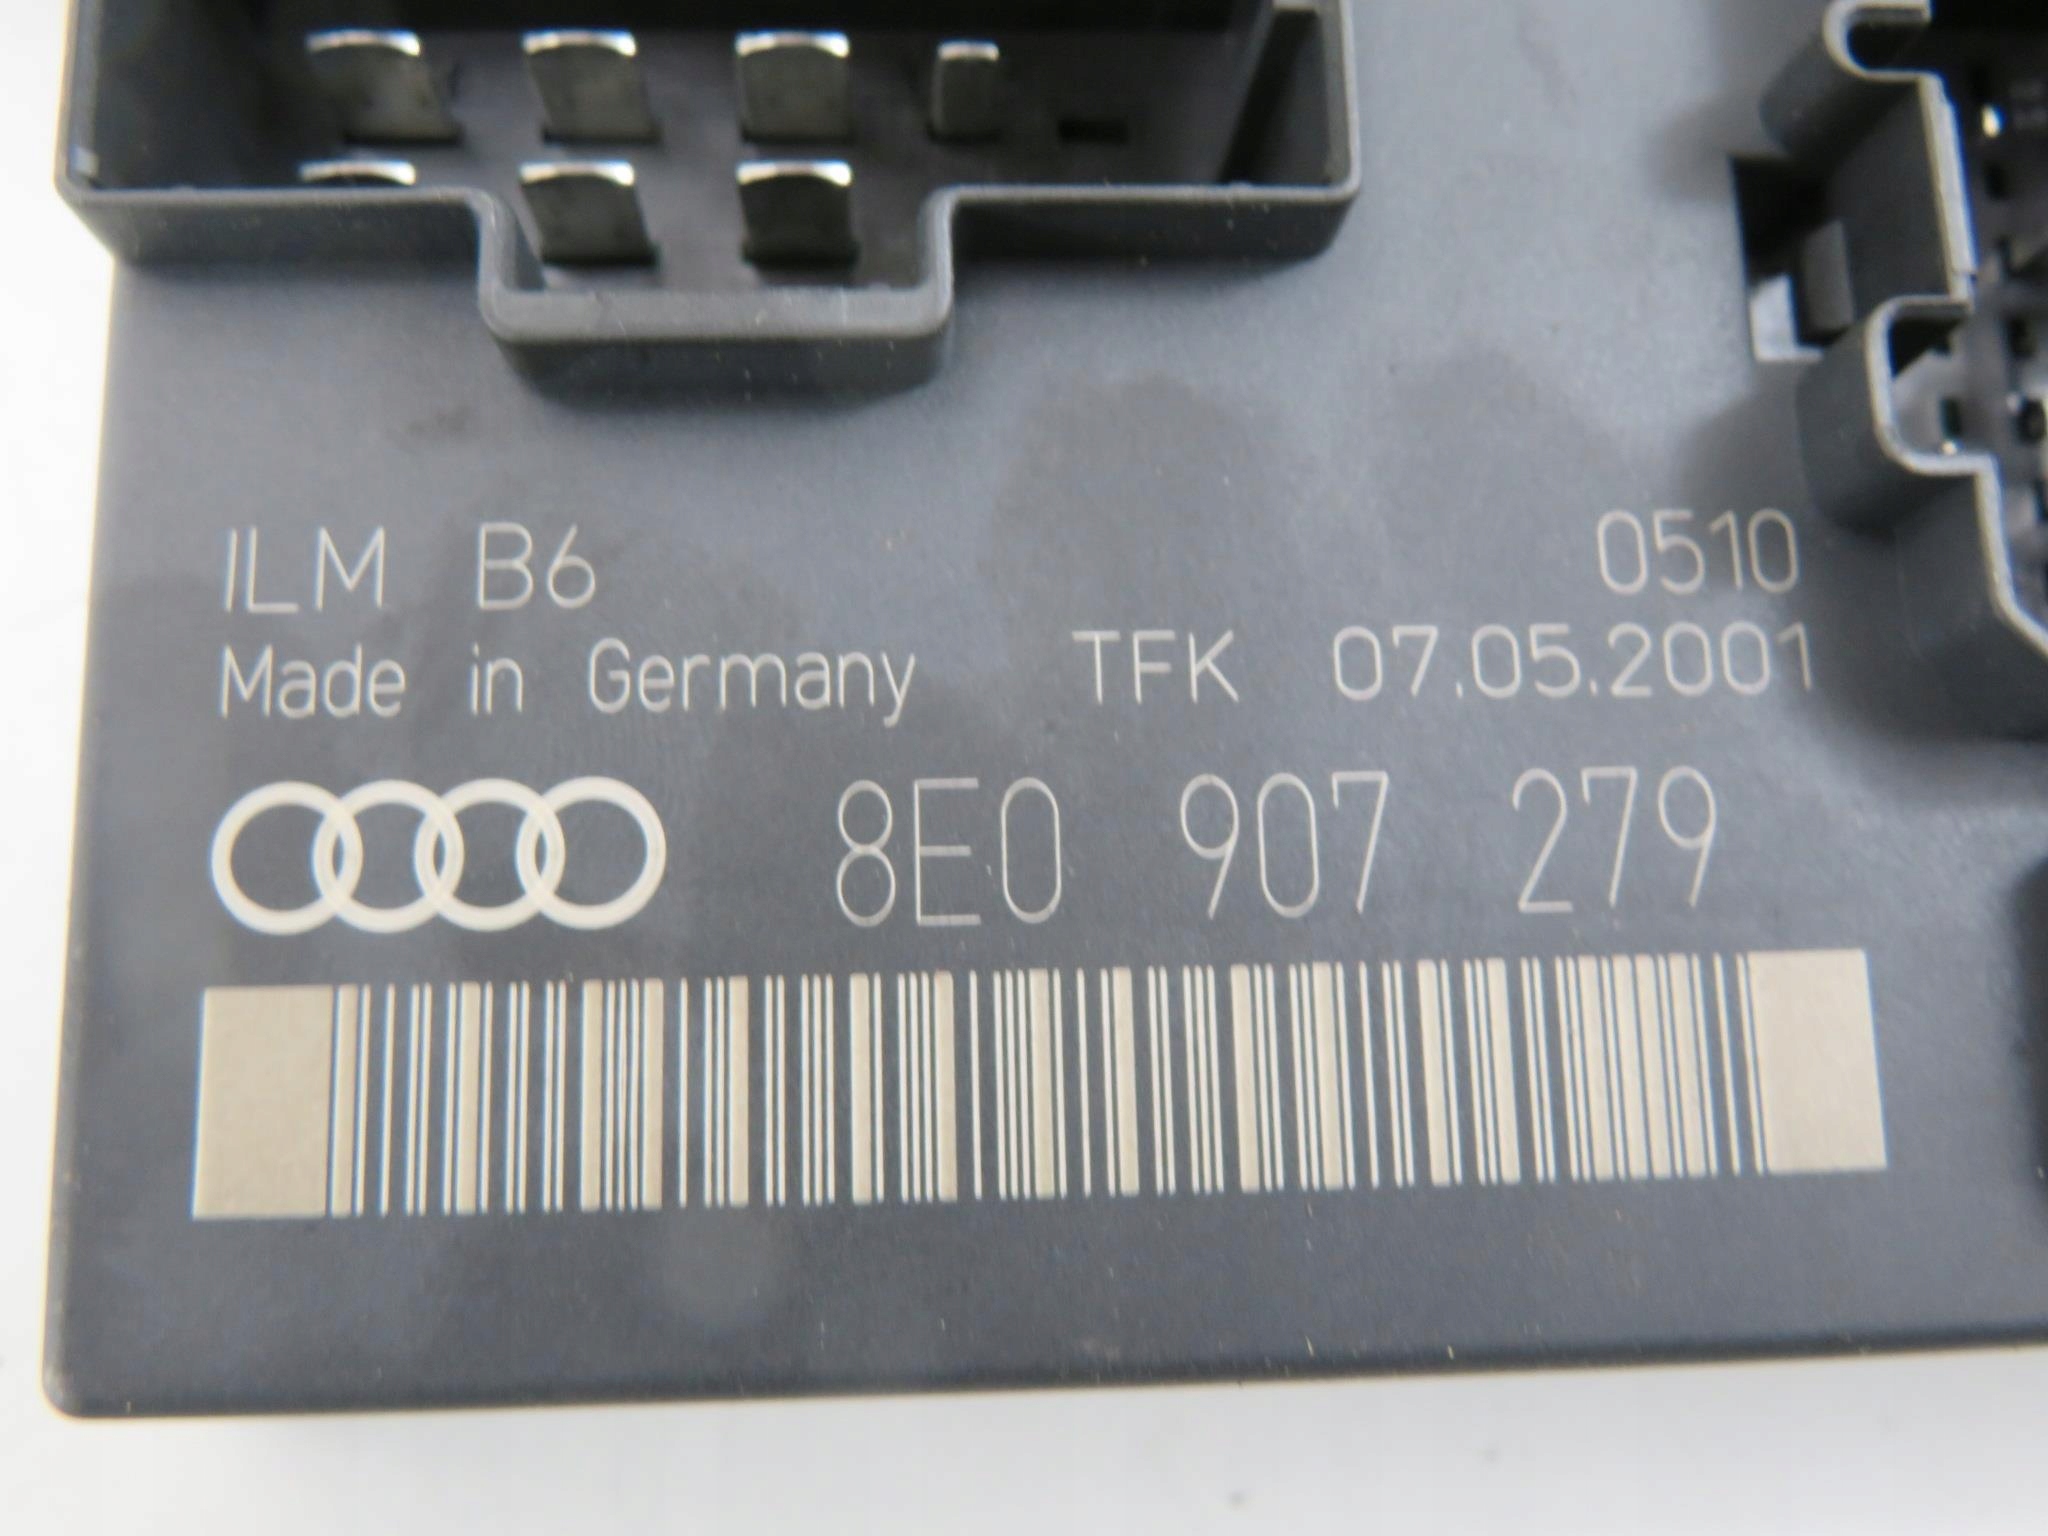 ILM B6 0510
Made in Germany TFK 07.05.2001
8E0 907 279